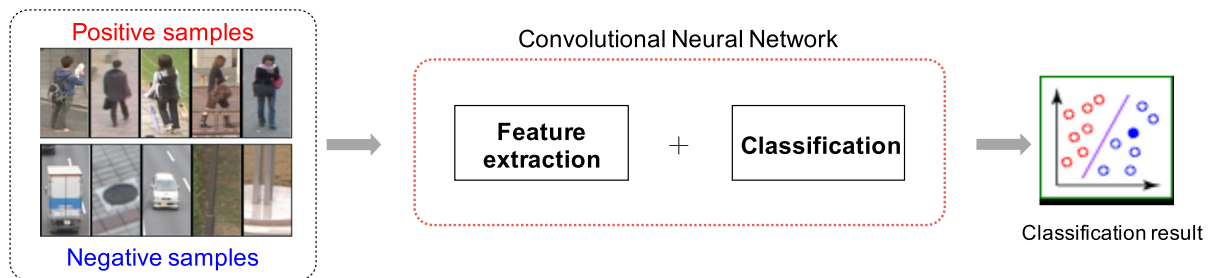 Positive samples
Negative samples
Convolutional Neural Network
Feature
extraction
+
Classification
Classification result